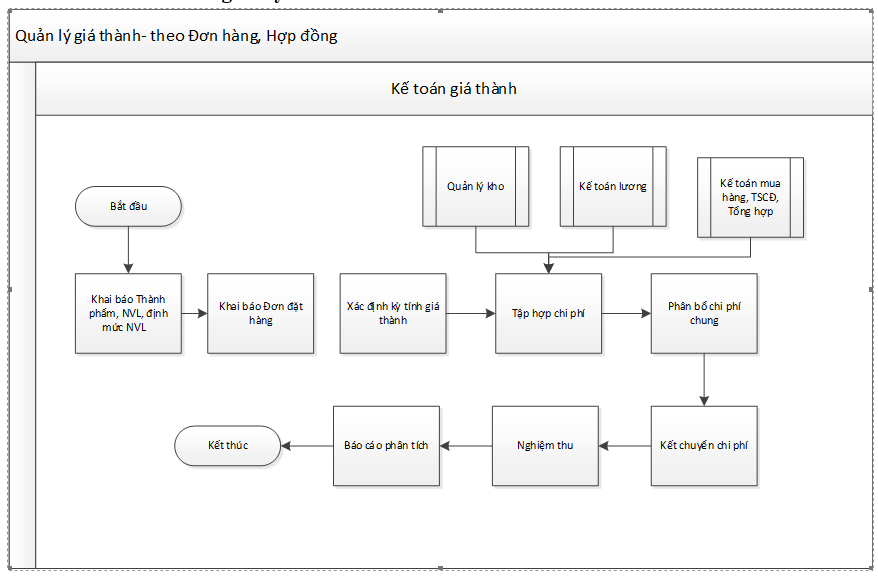 Quản lý giá thành- theo Đơn hàng, Hợp đồng
Kế toán giá thành
Quản lý kho
Kế toán lương
Kế toán mua
hàng, TSCĐ,
Tổng hợp
Bắt đầu
Khai báo Thành
phẩm, NVL, định
mức NVL
Khai báo Đơn đặt
hàng
Xác định kỳ tính giá
thành
Tập hợp chi phí
Phân bổ chi phí
chung
Kết thúc
Báo cáo phân tích
Nghiệm thu
Kết chuyển chi phí